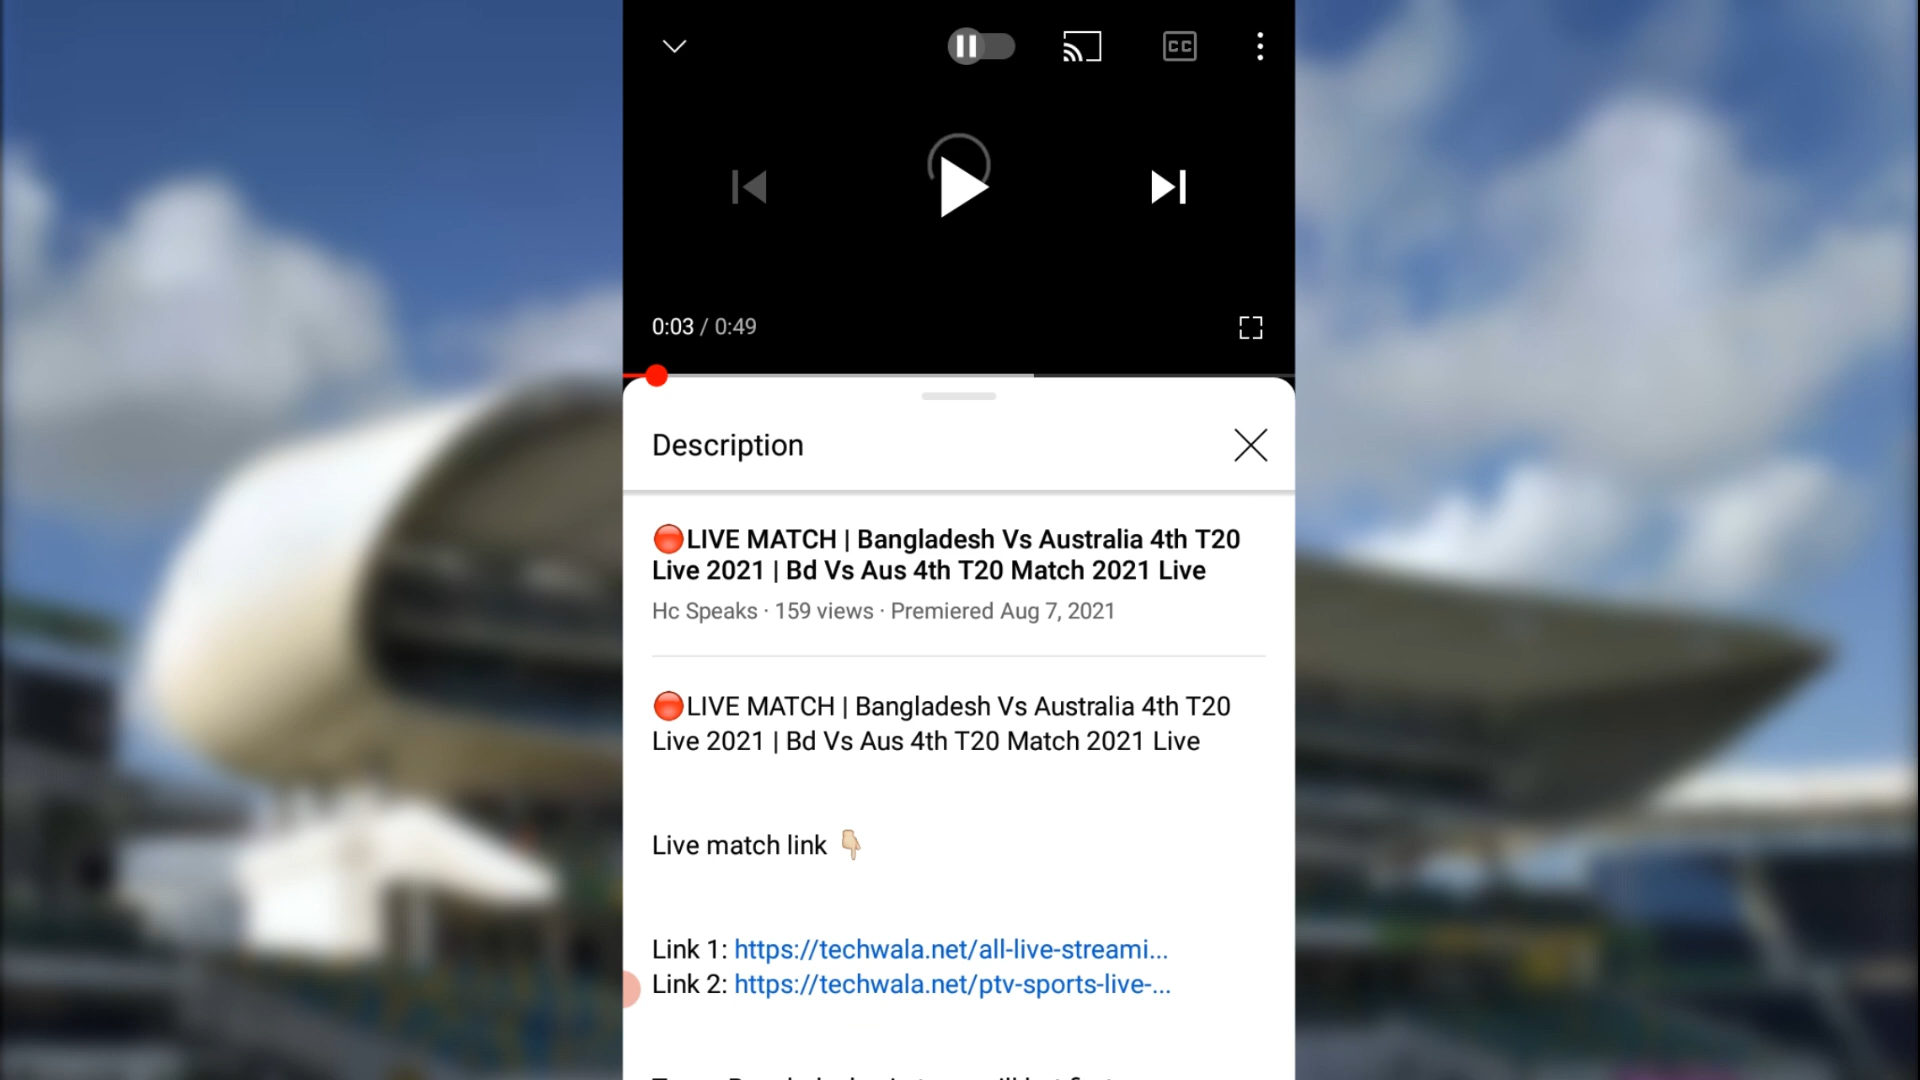 CC
0:03 / 0:49
Description
🔴LIVE MATCH | Bangladesh Vs Australia 4th T20
Live 2021 | Bd Vs Aus 4th T20 Match 2021 Live
Hc Speaks · 159 views · Premiered Aug 7, 2021
🔴LIVE MATCH | Bangladesh Vs Australia 4th T20
Live 2021 | Bd Vs Aus 4th T20 Match 2021 Live
Live match link 👇🏻
Link 1: https://techwala.net/all-live-streami...
Link 2: https://techwala.net/ptv-sports-live-...